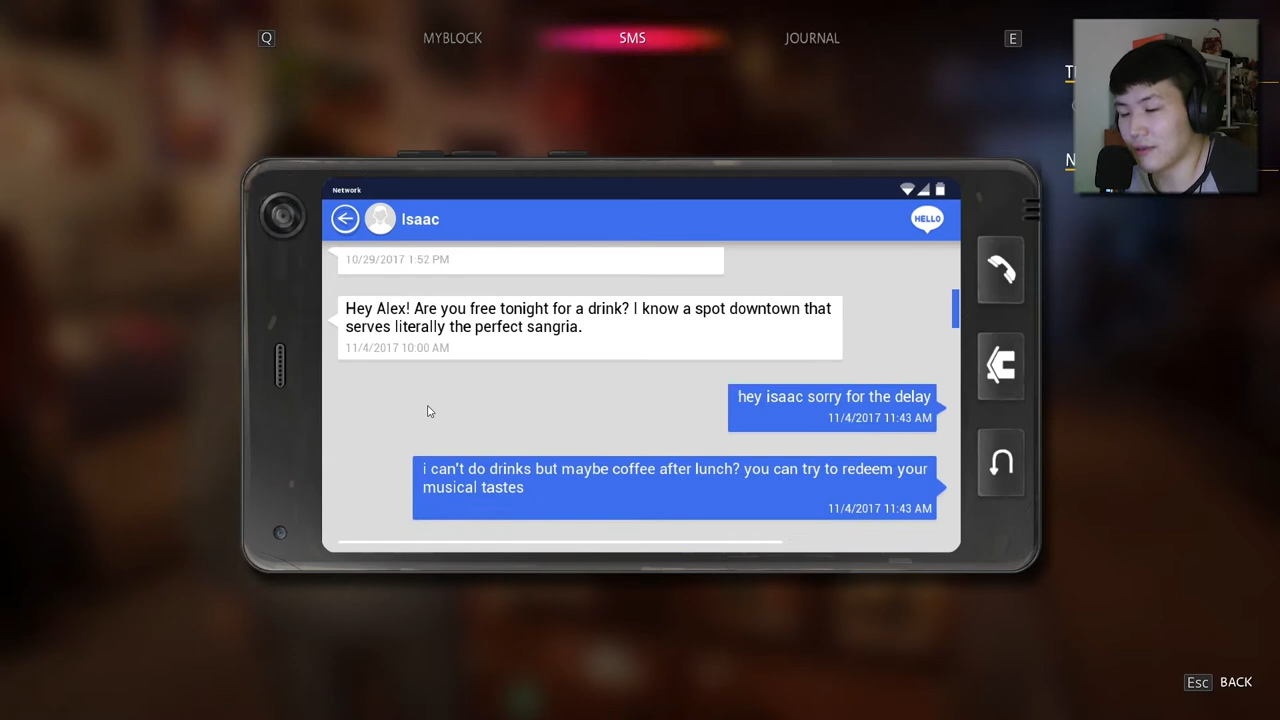 Q
MYBLOCK
SMS
JOURNAL
E
Network
Isaac
HELLO
10/29/2017 1:52 PM
Hey Alex! Are you free tonight for a drink? I know a spot downtown that
serves literally the perfect sangria.
11/4/2017 10:00 AM
hey isaac sorry for the delay
11/4/2017 11:43 AM
i can't do drinks but maybe coffee after lunch? you can try to redeem your
musical tastes
11/4/2017 11:43 AM
Esc BACK